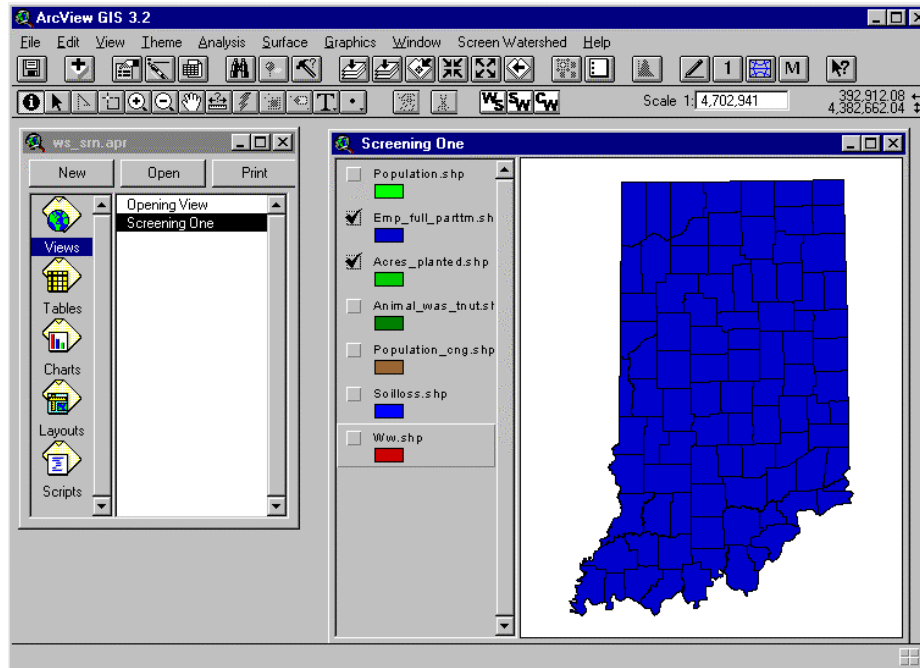 ArcView GIS 3.2
File Edit View Theme Analysis Surface Graphics Window Screen Watershed Help
1 M ?
T WS SW CW Scale 1: 4,702,941 392,912.08
4,382,662.04
ws_srn.apr
New Open Print
Opening View
Screening One
Views
Tables
Charts
Layouts
Scripts
Screening One
Population.shp
Emp_full_parttm.sh
Acres_planted.shp
Animal_was_tnut.sh
Population_cng.shp
Soilloss.shp
Ww.shp